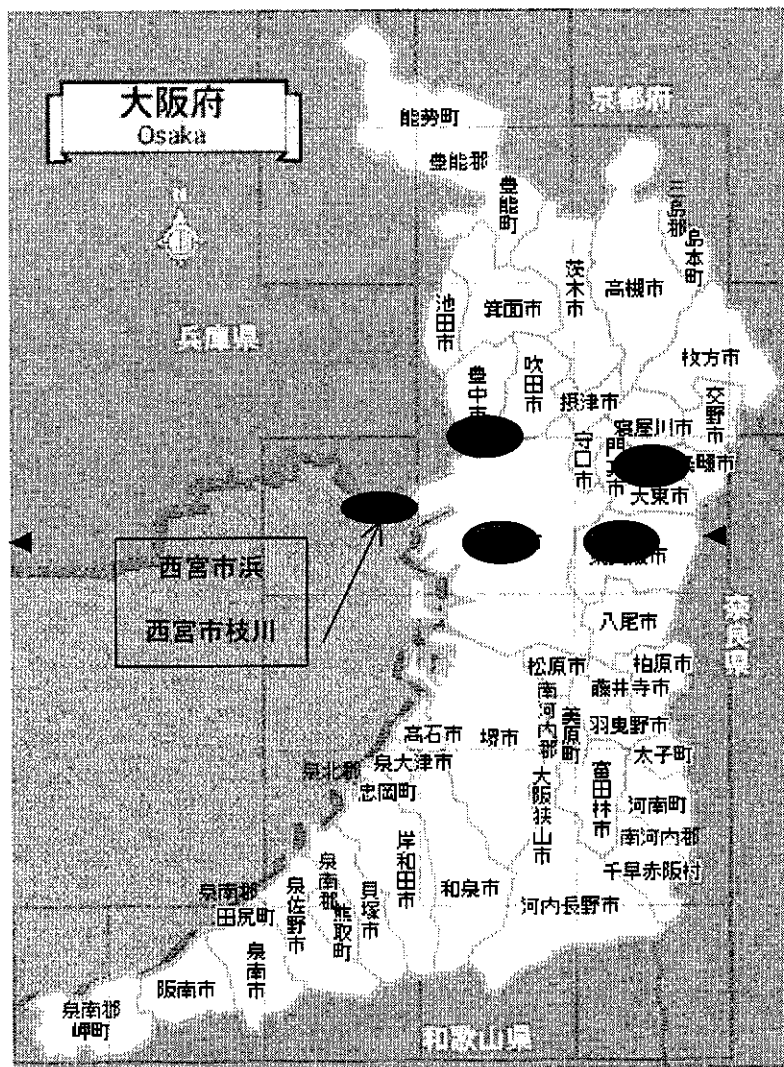 大阪府
Osaka
京都府
能勢町
豊能郡
豊能町
三島郡
島本町
茨木市
高槻市
池田市
箕面市
兵庫県
枚方市
豊中市
吹田市
交野市
摂津市
寝屋川市
守口市
大東市
西宮市浜
西宮市枝川
八尾市
奈良県
松原市
柏原市
藤井寺市
南河内郡
美原町
羽曳野市
高石市
堺市
太子町
泉北郡
泉大津市
忠岡町
大阪狭山市
富田林市
河南町
南河内郡
千早赤阪村
岸和田市
和泉市
河内長野市
貝塚市
泉南郡
熊取町
泉佐野市
泉南郡
田尻町
泉南市
阪南市
泉南郡
岬町
和歌山県